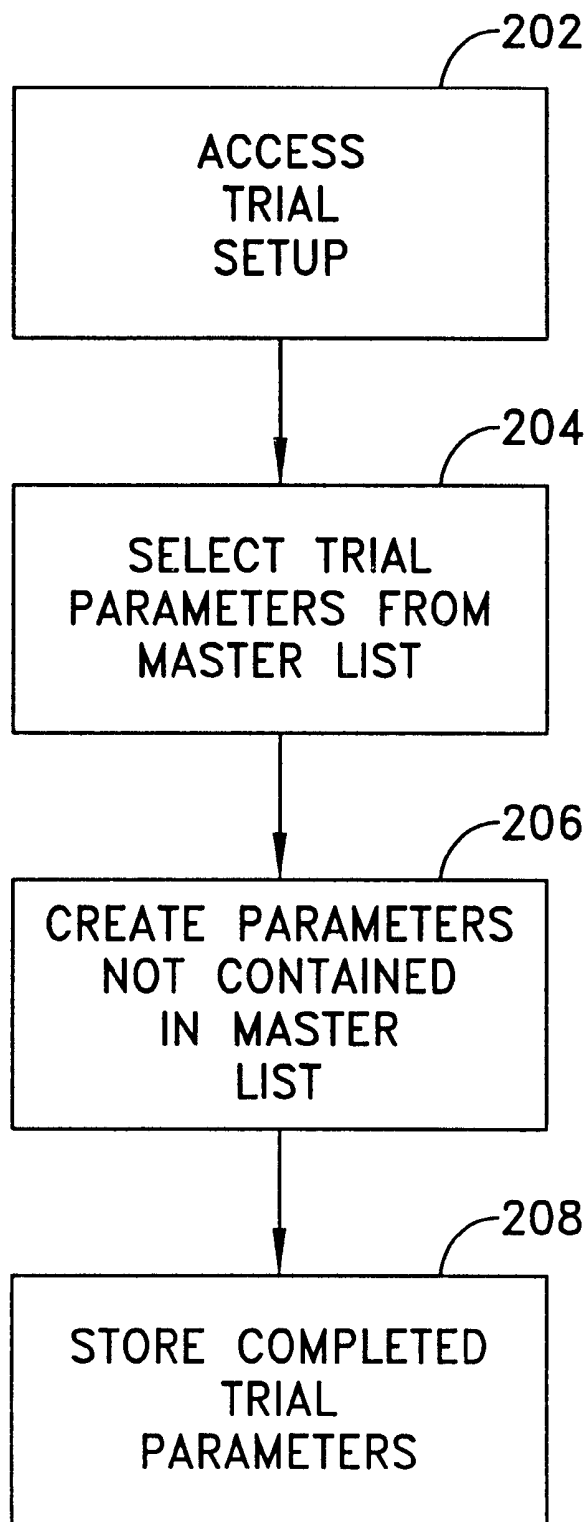 202
ACCESS
TRIAL
SETUP
204
SELECT TRIAL
PARAMETERS FROM
MASTER LIST
206
CREATE PARAMETERS
NOT CONTAINED
IN MASTER
LIST
208
STORE COMPLETED
TRIAL
PARAMETERS